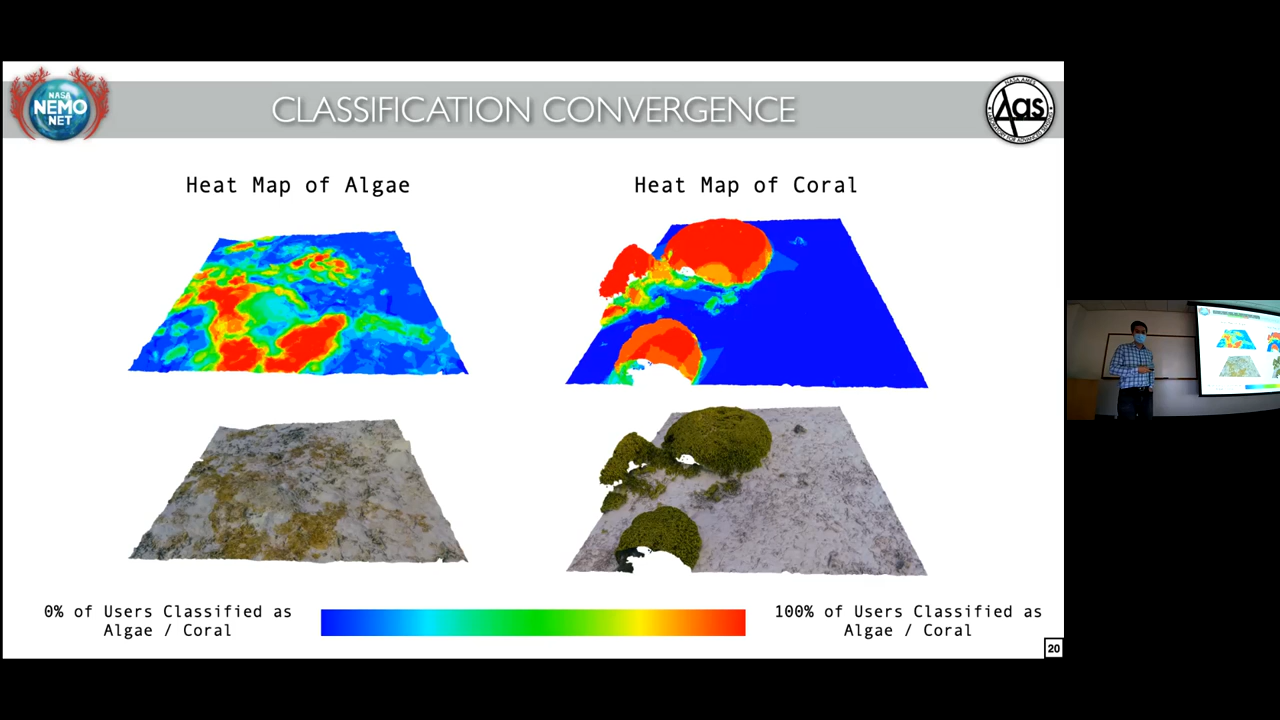 NASA
NEMO
NET
CLASSIFICATION CONVERGENCE
Aas
Heat Map of Algae
Heat Map of Coral
0% of Users Classified as
Algae / Coral
100% of Users Classified as
Algae / Coral
20